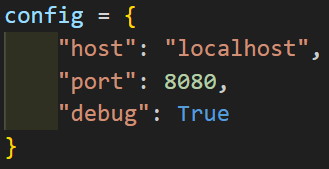 config = {
    "host": "localhost",
    "port": 8080,
    "debug": True
}